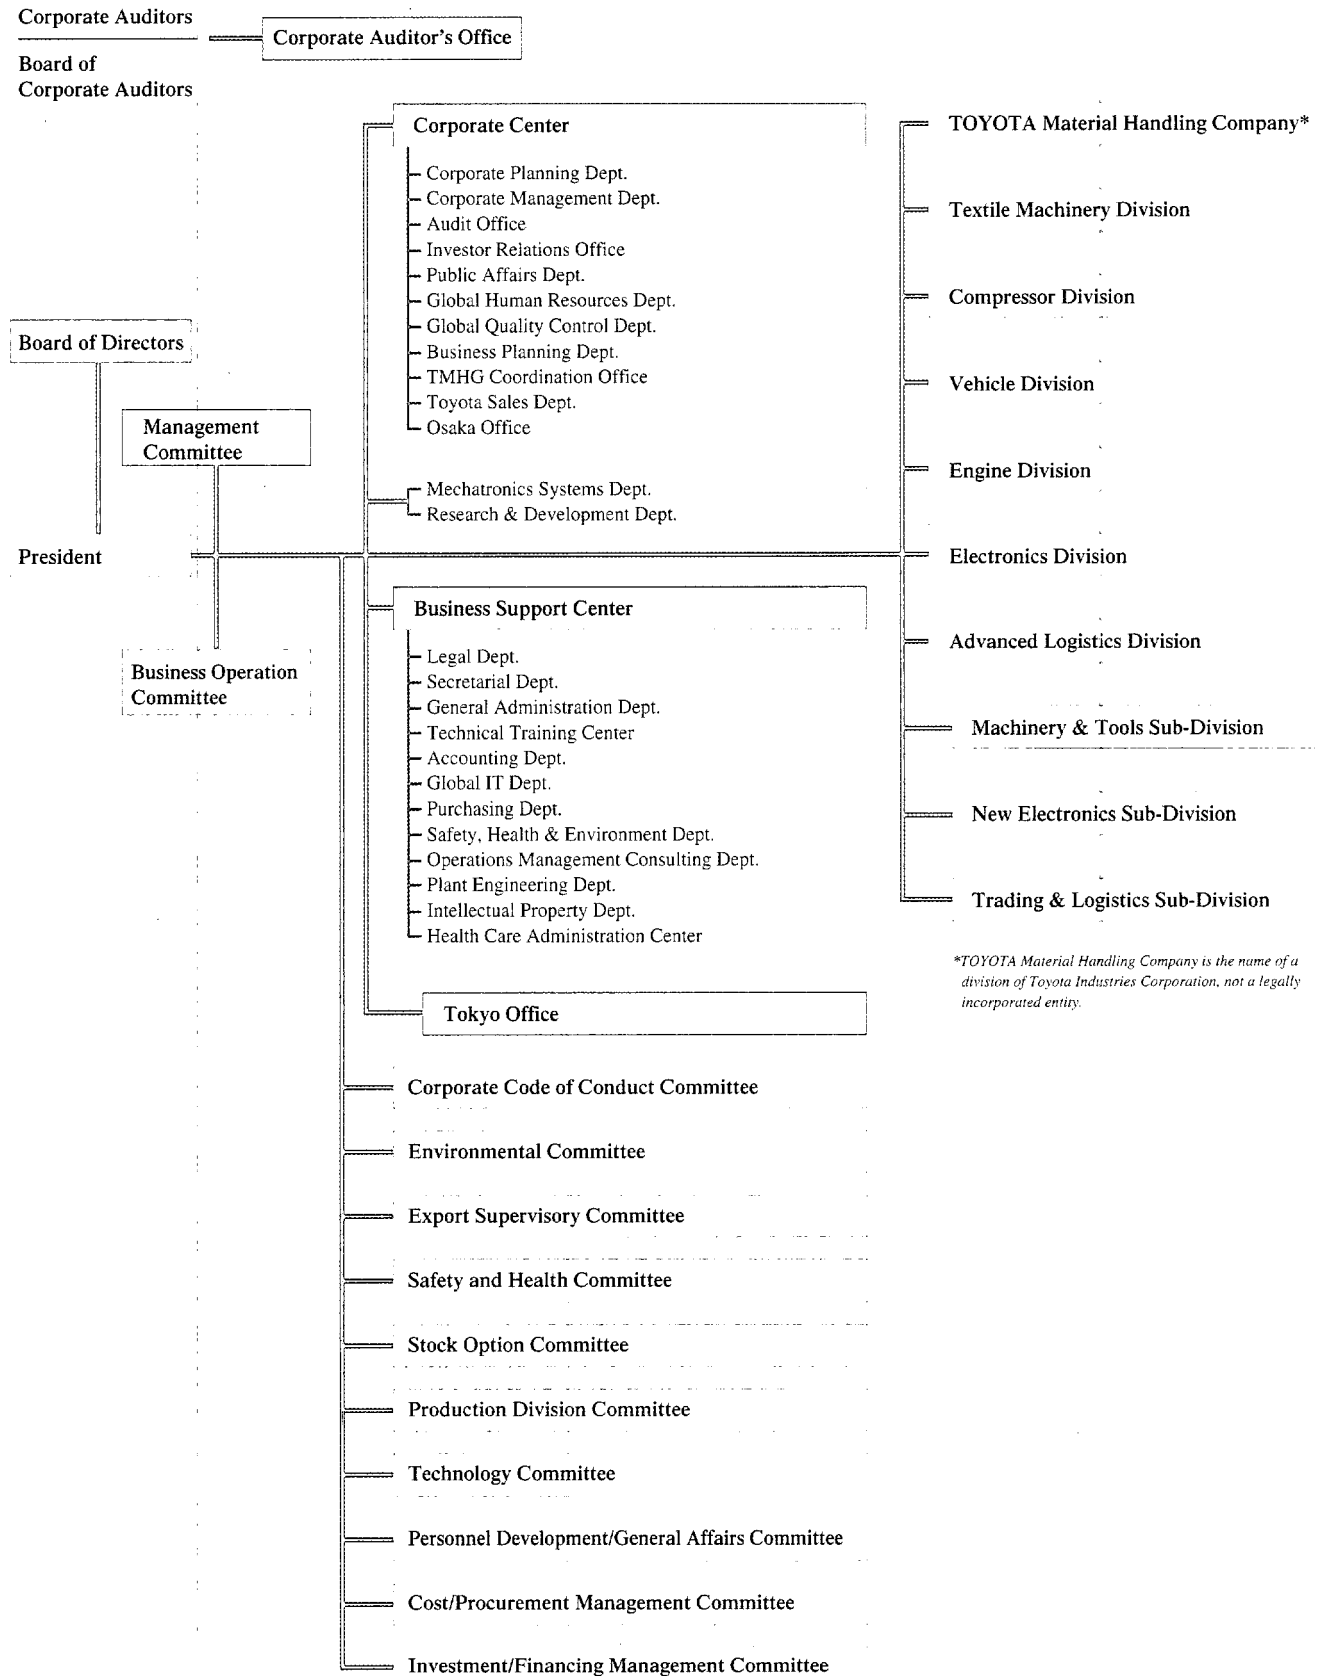 Corporate Auditors
Corporate Auditor's Office
Board of
Corporate Auditors
Board of Directors
Management
Committee
President
Business Operation
Committee
Corporate Center
Corporate Planning Dept.
Corporate Management Dept.
Audit Office
Investor Relations Office
Public Affairs Dept.
Global Human Resources Dept.
Global Quality Control Dept.
Business Planning Dept.
TMHG Coordination Office
Toyota Sales Dept.
Osaka Office
Mechatronics Systems Dept.
Research & Development Dept.
Business Support Center
Legal Dept.
Secretarial Dept.
General Administration Dept.
Technical Training Center
Accounting Dept.
Global IT Dept.
Purchasing Dept.
Safety, Health & Environment Dept.
Operations Management Consulting Dept.
Plant Engineering Dept.
Intellectual Property Dept.
Health Care Administration Center
Tokyo Office
Corporate Code of Conduct Committee
Environmental Committee
Export Supervisory Committee
Safety and Health Committee
Stock Option Committee
Production Division Committee
Technology Committee
Personnel Development/General Affairs Committee
Cost/Procurement Management Committee
Investment/Financing Management Committee
TOYOTA Material Handling Company*
Textile Machinery Division
Compressor Division
Vehicle Division
Engine Division
Electronics Division
Advanced Logistics Division
Machinery & Tools Sub-Division
New Electronics Sub-Division
Trading & Logistics Sub-Division
*TOYOTA Material Handling Company is the name of a
division of Toyota Industries Corporation, not a legally
incorporated entity.